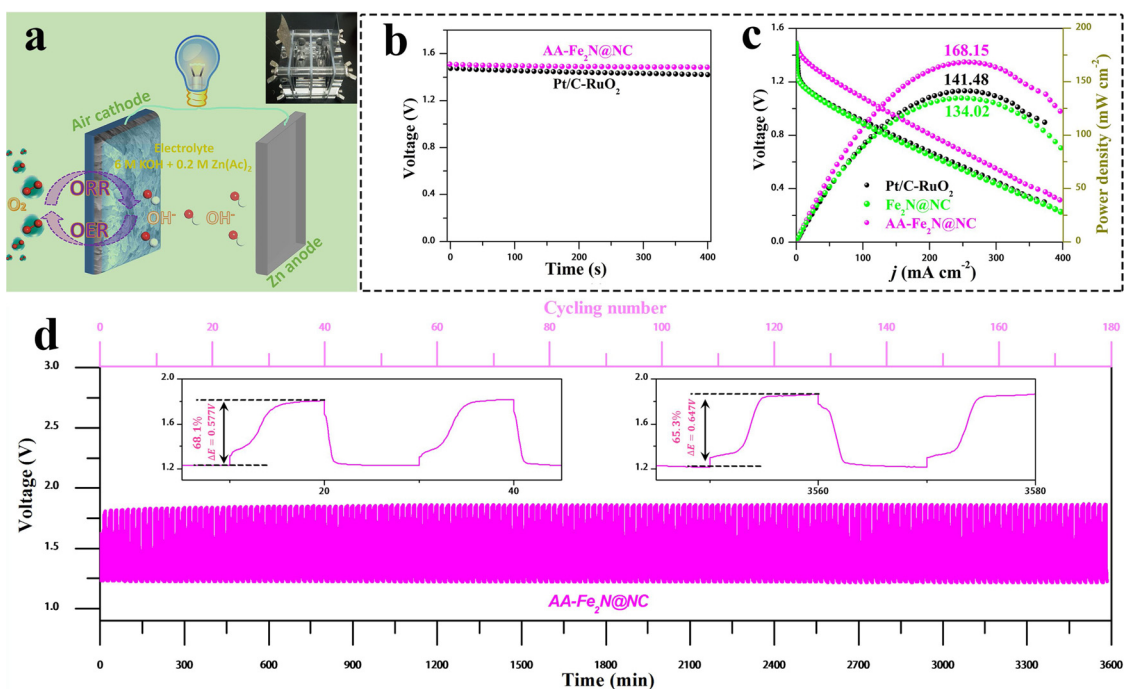 a
Air cathode
Electrolyte
6 M KOH + 0.2 M Zn(Ac)₂
ORR
O₂
OH⁻
OH⁻
OER
Zn anode
b
AA-Fe₂N@NC
Pt/C-RuO₂
Voltage (V)
1.6
1.2
0.8
0.4
0.0
0 100 200 300 400
Time (s)
c
168.15
141.48
134.02
Pt/C-RuO₂
Fe₂N@NC
AA-Fe₂N@NC
Voltage (V)
1.6
1.2
0.8
0.4
0.0
0 50 100 150 200 250 300 350 400
j (mA cm⁻²)
200
150
100
50
0
Power density (mW cm⁻²)
d
Cycling number
0 20 40 60 80 100 120 140 160 180
Voltage (V)
3.0
2.5
2.0
1.5
1.0
2.0
1.6
1.2
68.1%
ΔE = 0.577V
20 40
2.0
1.6
1.2
65.3%
ΔE = 0.647V
3560 3580
AA-Fe₂N@NC
0 300 600 900 1200 1500 1800 2100 2400 2700 3000 3300 3600
Time (min)